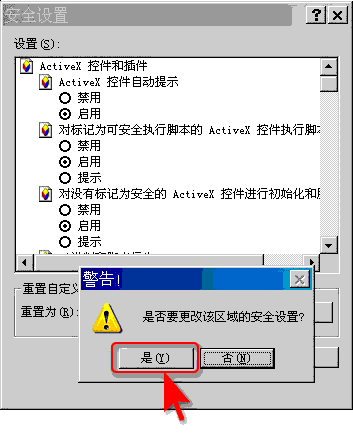 安全设置
设置(S):
ActiveX 控件和插件
ActiveX 控件自动提示
禁用
启用
对标记为可安全执行脚本的 ActiveX 控件执行脚本
禁用
启用
提示
对没有标记为安全的 ActiveX 控件进行初始化和
禁用
启用
提示
重置自定义
重置为(R):
警告!
是否要更改该区域的安全设置?
是(Y)
否(N)